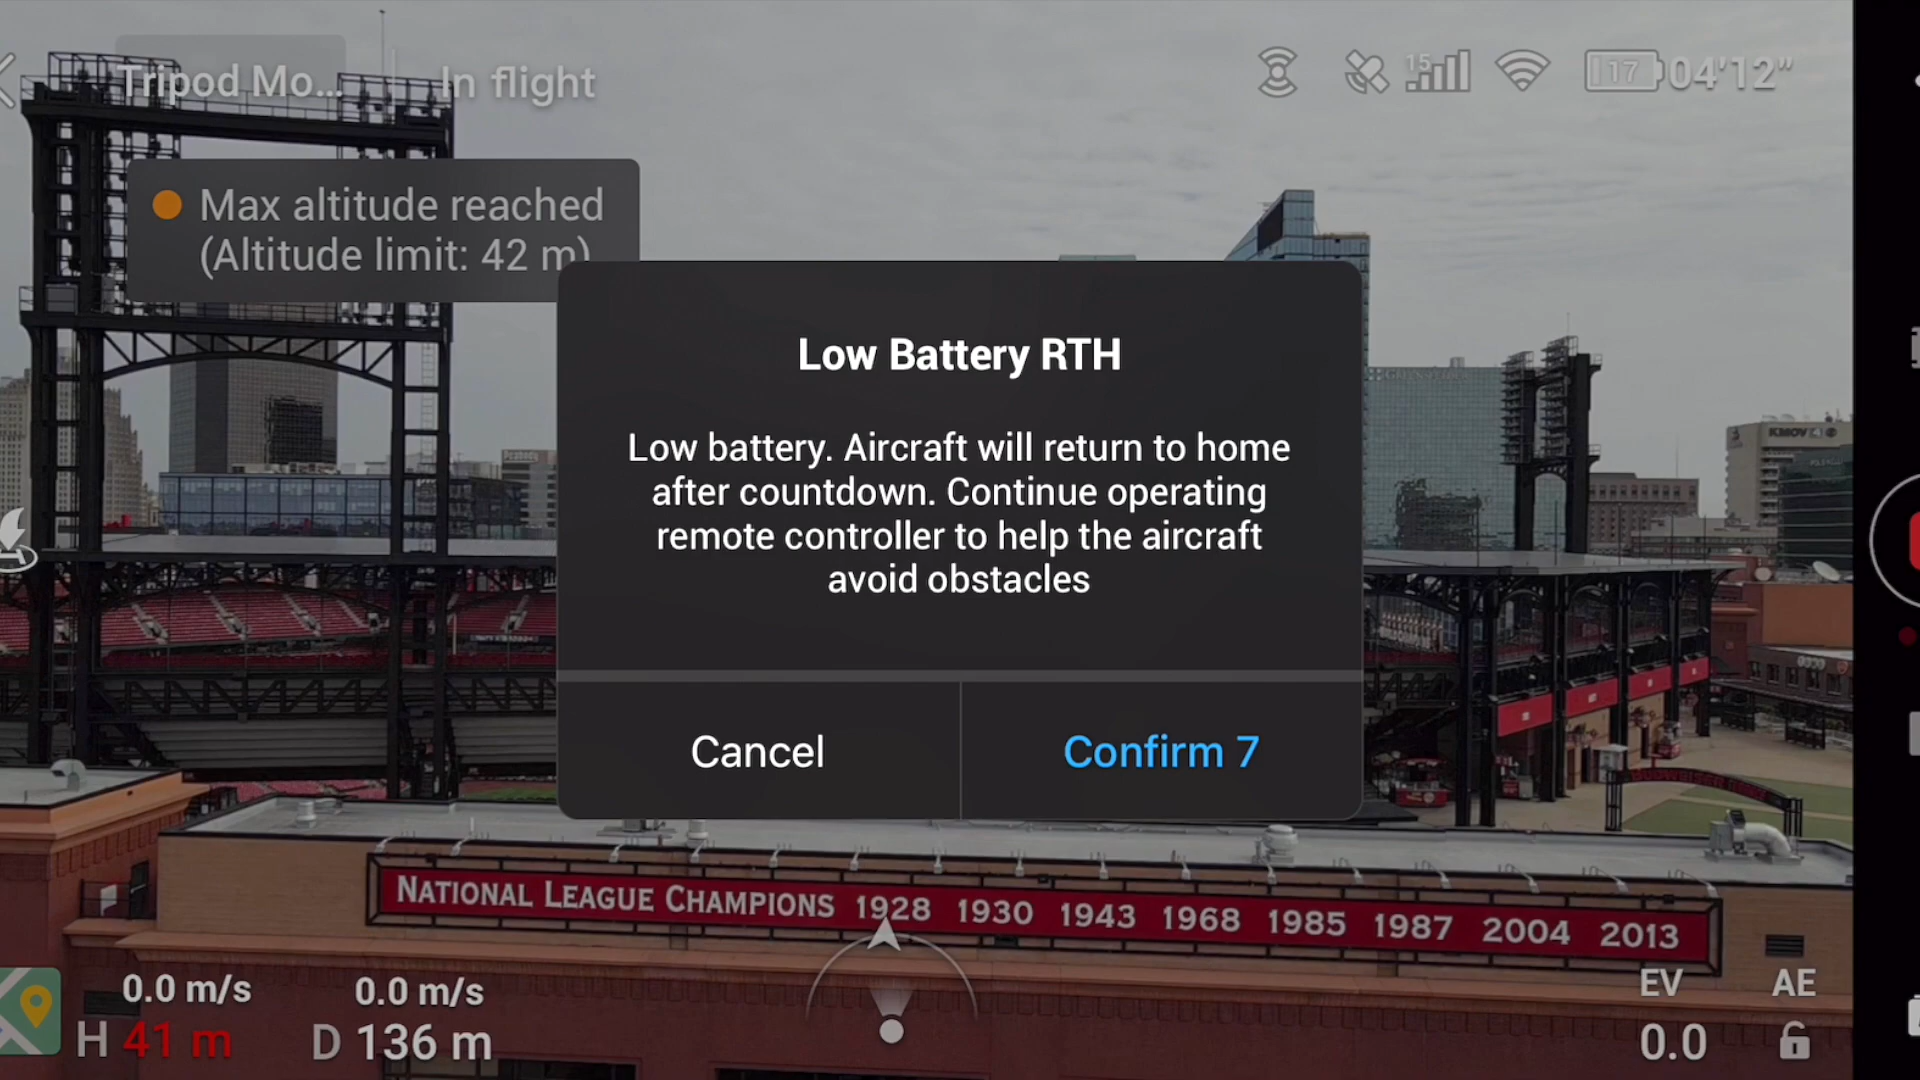 Tripod Mo...
In flight
15
17
04'12"
Max altitude reached
(Altitude limit: 42 m)
Low Battery RTH
Low battery. Aircraft will return to home
after countdown. Continue operating
remote controller to help the aircraft
avoid obstacles
Cancel
Confirm 7
KMOV 4
NATIONAL LEAGUE CHAMPIONS 1928 1930 1943 1968 1985 1987 2004 2013
0.0 m/s
0.0 m/s
H 41 m
D 136 m
EV
AE
0.0